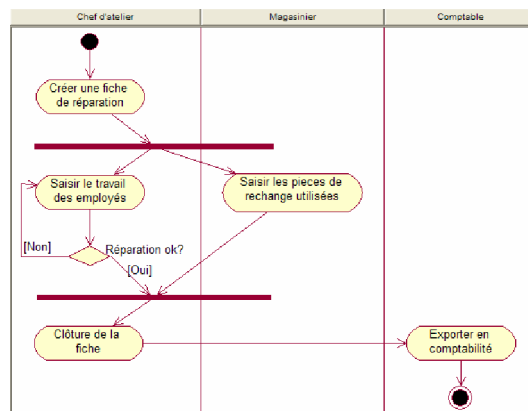 Chef d'atelier
Magasinier
Comptable
Créer une fiche
de réparation
Saisir le travail
des employés
Saisir les pieces de
rechange utilisées
[Non]
Réparation ok?
[Oui]
Clôture de la
fiche
Exporter en
comptabilité